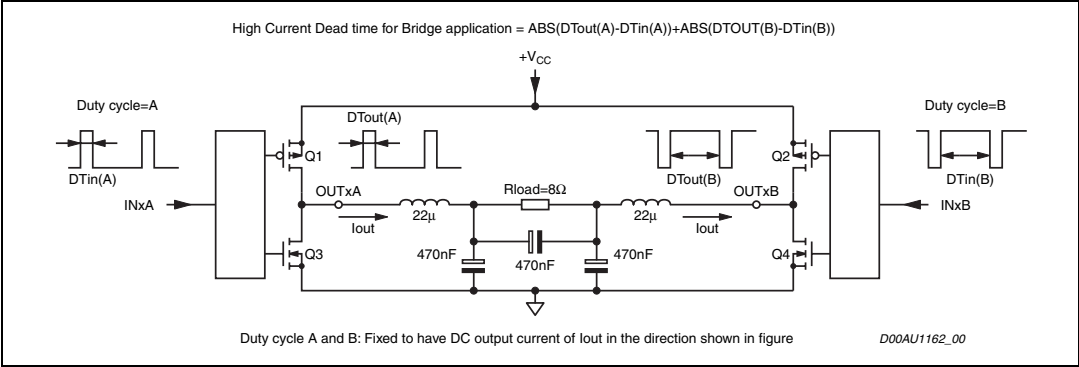 High Current Dead time for Bridge application = ABS(DTout(A)-DTin(A))+ABS(DTOUT(B)-DTin(B))
+VCC
Duty cycle=A
DTout(A)
Duty cycle=B
Q1
Q2
DTin(A)
DTout(B)
DTin(B)
INxA
OUTxA
Rload=8Ω
OUTxB
INxB
22μ
22μ
Iout
Iout
Q3
470nF
470nF
470nF
Q4
Duty cycle A and B: Fixed to have DC output current of Iout in the direction shown in figure
D00AU1162_00